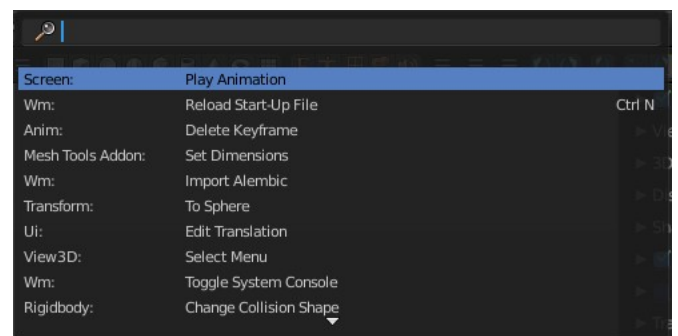 Screen: Play Animation
Wm: Reload Start-Up File Ctrl N
Anim: Delete Keyframe
Mesh Tools Addon: Set Dimensions
Wm: Import Alembic
Transform: To Sphere
Ui: Edit Translation
View3D: Select Menu
Wm: Toggle System Console
Rigidbody: Change Collision Shape